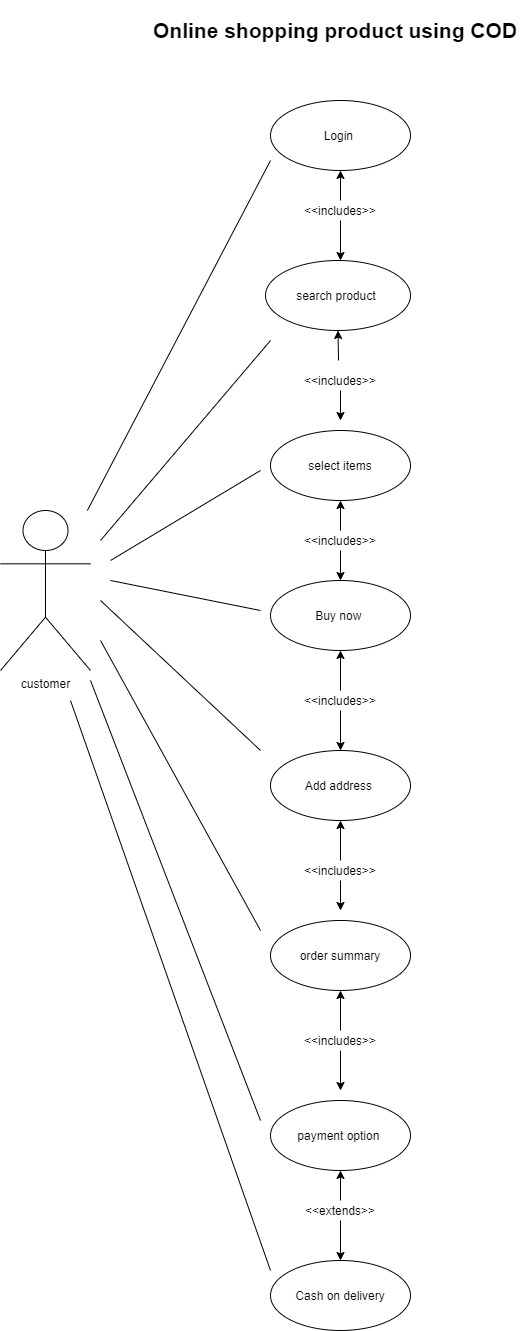 Online shopping product using COD
Login
<<includes>>
search product
<<includes>>
select items
<<includes>>
Buy now
customer
<<includes>>
Add address
<<includes>>
order summary
<<includes>>
payment option
<<extends>>
Cash on delivery